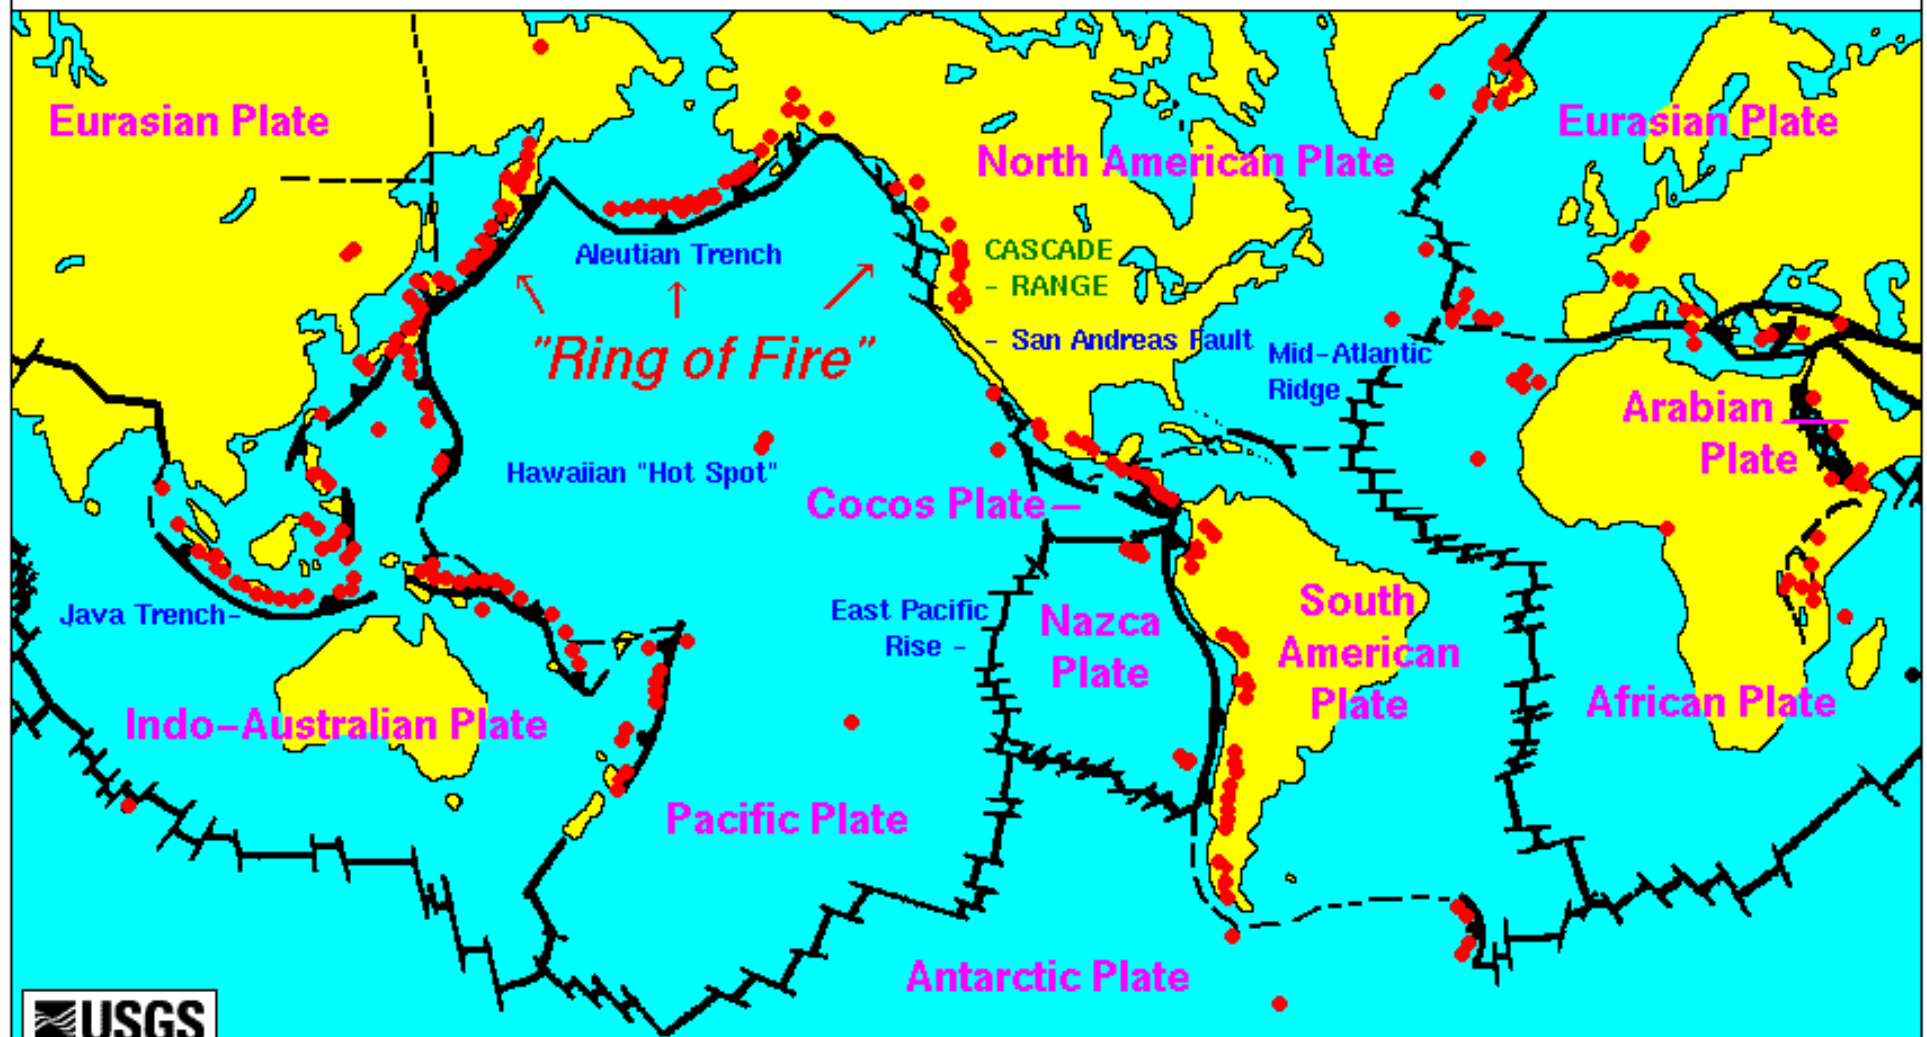 Eurasian Plate
Eurasian Plate
North American Plate
Aleutian Trench
CASCADE
- RANGE
"Ring of Fire"
- San Andreas Fault
Mid-Atlantic
Ridge
Arabian
Plate
Hawaiian "Hot Spot"
Cocos Plate
Java Trench-
East Pacific
Rise -
Nazca
Plate
South
American
Plate
Indo-Australian Plate
African Plate
Pacific Plate
Antarctic Plate
USGS